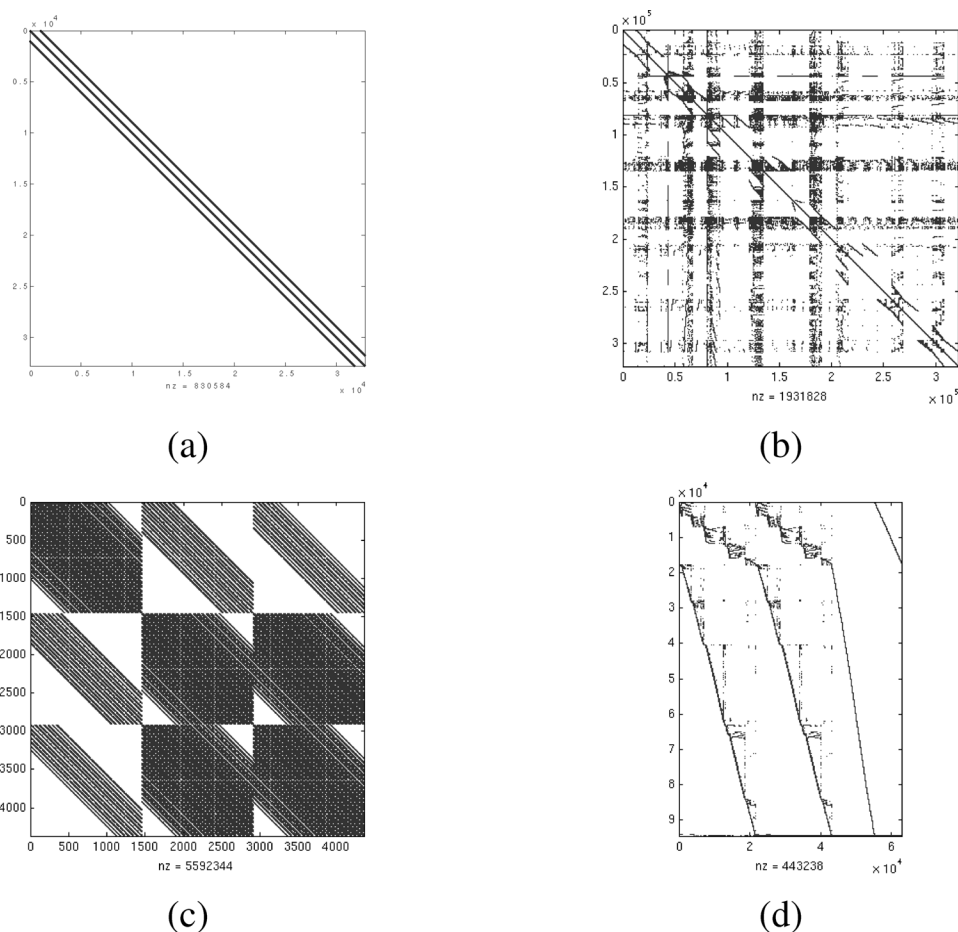 0 × 10⁴
0.5
1
1.5
2
2.5
3
0 0.5 1 1.5 2 2.5 3
nz = 830584
× 10⁴
(a)
× 10⁵
0
0.5
1
1.5
2
2.5
3
0 0.5 1 1.5 2 2.5 3
nz = 1931828 × 10⁵
(b)
0
500
1000
1500
2000
2500
3000
3500
4000
0 500 1000 1500 2000 2500 3000 3500 4000
nz = 5592344
(c)
× 10⁴
0
1
2
3
4
5
6
7
8
9
0 2 4 6
nz = 443238 × 10⁴
(d)